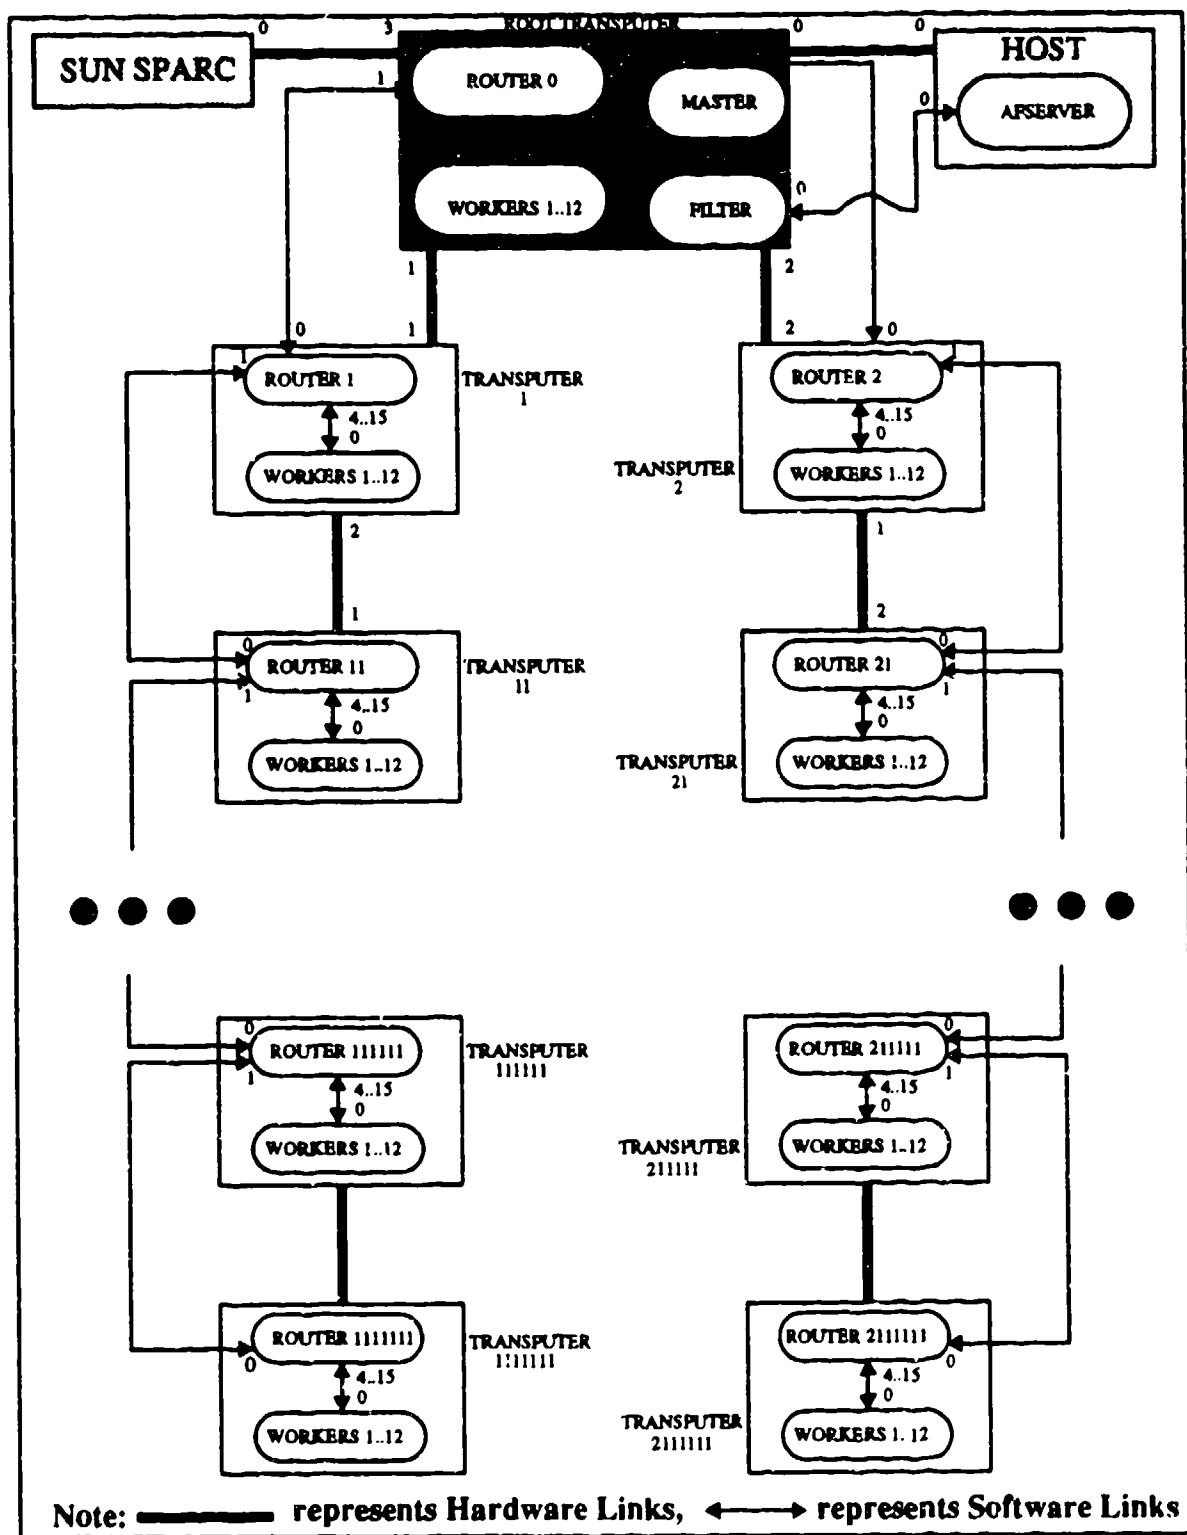 0 3 ROOT TRANSPUTER 0 0
SUN SPARC
HOST
1
ROUTER 0
MASTER
0
AFSERVER
WORKERS 1..12
FILTER
0
1
2
0
1
2
0
1
ROUTER 1
TRANSPUTER
1
1
ROUTER 2
4..15
0
4..15
0
WORKERS 1..12
TRANSPUTER
2
WORKERS 1..12
2
1
1
2
0
ROUTER 11
1
TRANSPUTER
11
0
ROUTER 21
1
4..15
0
4..15
0
WORKERS 1..12
TRANSPUTER
21
WORKERS 1..12
0
ROUTER 111111
1
TRANSPUTER
111111
0
ROUTER 211111
1
4..15
0
4..15
0
WORKERS 1..12
TRANSPUTER
211111
WORKERS 1..12
ROUTER 1111111
0
TRANSPUTER
1111111
ROUTER 2111111
0
4..15
0
4..15
0
WORKERS 1..12
TRANSPUTER
2111111
WORKERS 1..12
Note: represents Hardware Links, represents Software Links